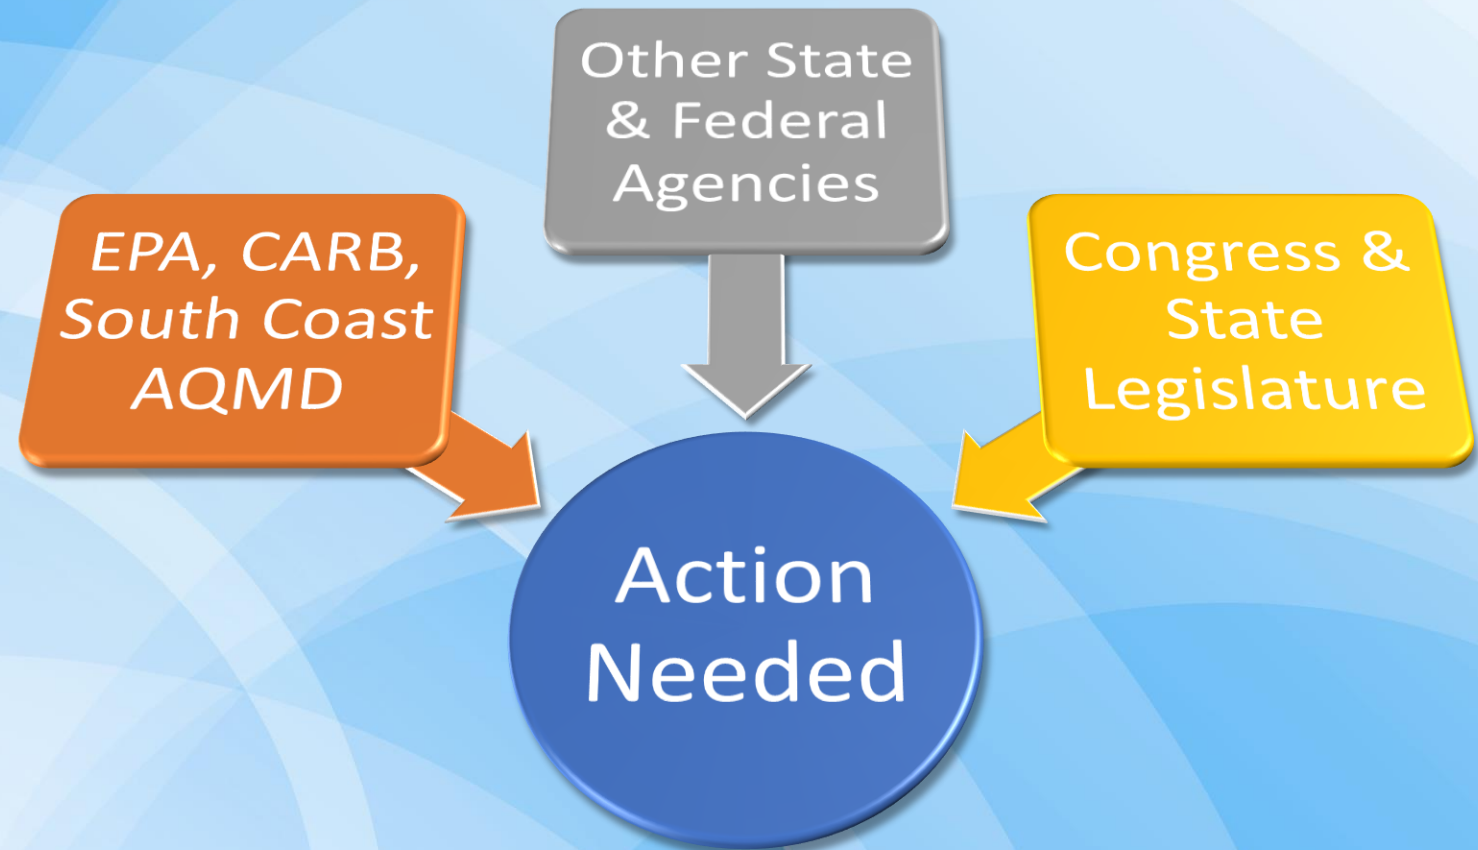 Other State
& Federal
Agencies
EPA, CARB,
South Coast
AQMD
Congress &
State
Legislature
Action
Needed